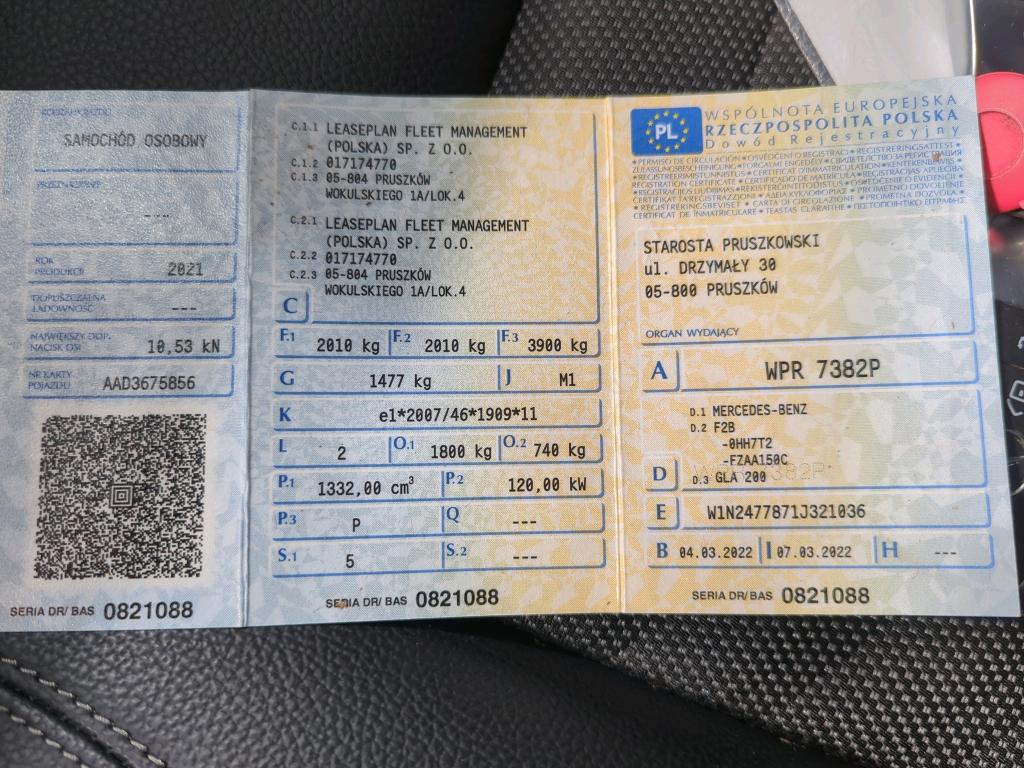 RODZAJ POJAZDU
SAMOCHÓD OSOBOWY
PRZEZNACZENIE
---
ROK PRODUKCJI
2021
DOPUSZCZALNA ŁADOWNOŚĆ
---
NAJWIĘKSZY DOP. NACISK OSI
10,53 kN
NR KARTY POJAZDU
AAD3675856
SERIA DR/ BAS 0821088
C.1.1 LEASEPLAN FLEET MANAGEMENT
(POLSKA) SP. Z O.O.
C.1.2 017174770
C.1.3 05-804 PRUSZKÓW
WOKULSKIEGO 1A/LOK.4
C.2.1 LEASEPLAN FLEET MANAGEMENT
(POLSKA) SP. Z O.O.
C.2.2 017174770
C.2.3 05-804 PRUSZKÓW
WOKULSKIEGO 1A/LOK.4
C
F.1 2010 kg F.2 2010 kg F.3 3900 kg
G 1477 kg J M1
K e1*2007/46*1909*11
L 2 O.1 1800 kg O.2 740 kg
P.1 1332,00 cm³ P.2 120,00 kW
P.3 P Q ---
S.1 5 S.2 ---
SERIA DR/ BAS 0821088
PL
WSPÓLNOTA EUROPEJSKA
RZECZPOSPOLITA POLSKA
Dowód Rejestracyjny
STAROSTA PRUSZKOWSKI
ul. DRZYMAŁY 30
05-800 PRUSZKÓW
ORGAN WYDAJĄCY
A WPR 7382P
D.1 MERCEDES-BENZ
D.2 F2B
-0HH7T2
-FZAA150C
D D.3 GLA 200
E W1N2477871J321036
B 04.03.2022 I 07.03.2022 H ---
SERIA DR/ BAS 0821088